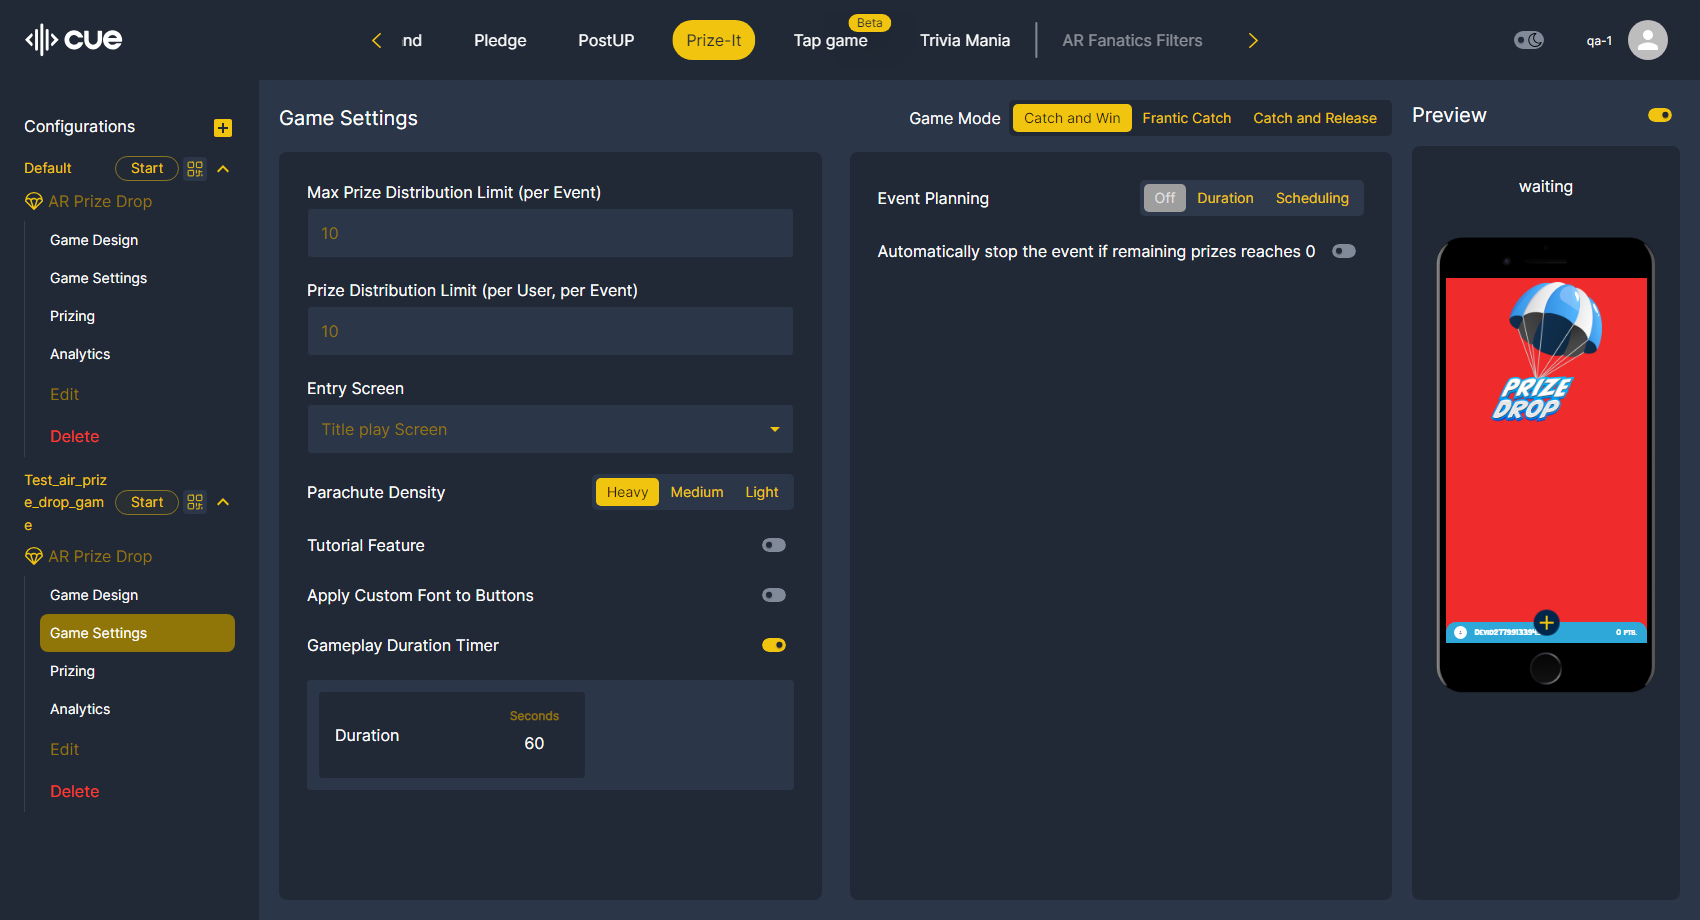 cue
nd
Pledge
PostUP
Prize-It
Beta
Tap game
Trivia Mania
AR Fanatics Filters
qa-1
Configurations
Default
Start
AR Prize Drop
Game Design
Game Settings
Prizing
Analytics
Edit
Delete
Test_air_priz
e_drop_gam
e
Start
AR Prize Drop
Game Design
Game Settings
Prizing
Analytics
Edit
Delete
Game Settings
Game Mode
Catch and Win
Frantic Catch
Catch and Release
Max Prize Distribution Limit (per Event)
10
Prize Distribution Limit (per User, per Event)
10
Entry Screen
Title play Screen
Parachute Density
Heavy
Medium
Light
Tutorial Feature
Apply Custom Font to Buttons
Gameplay Duration Timer
Duration
Seconds
60
Event Planning
Off
Duration
Scheduling
Automatically stop the event if remaining prizes reaches 0
Preview
waiting
PRIZE
DROP
0 PTS.